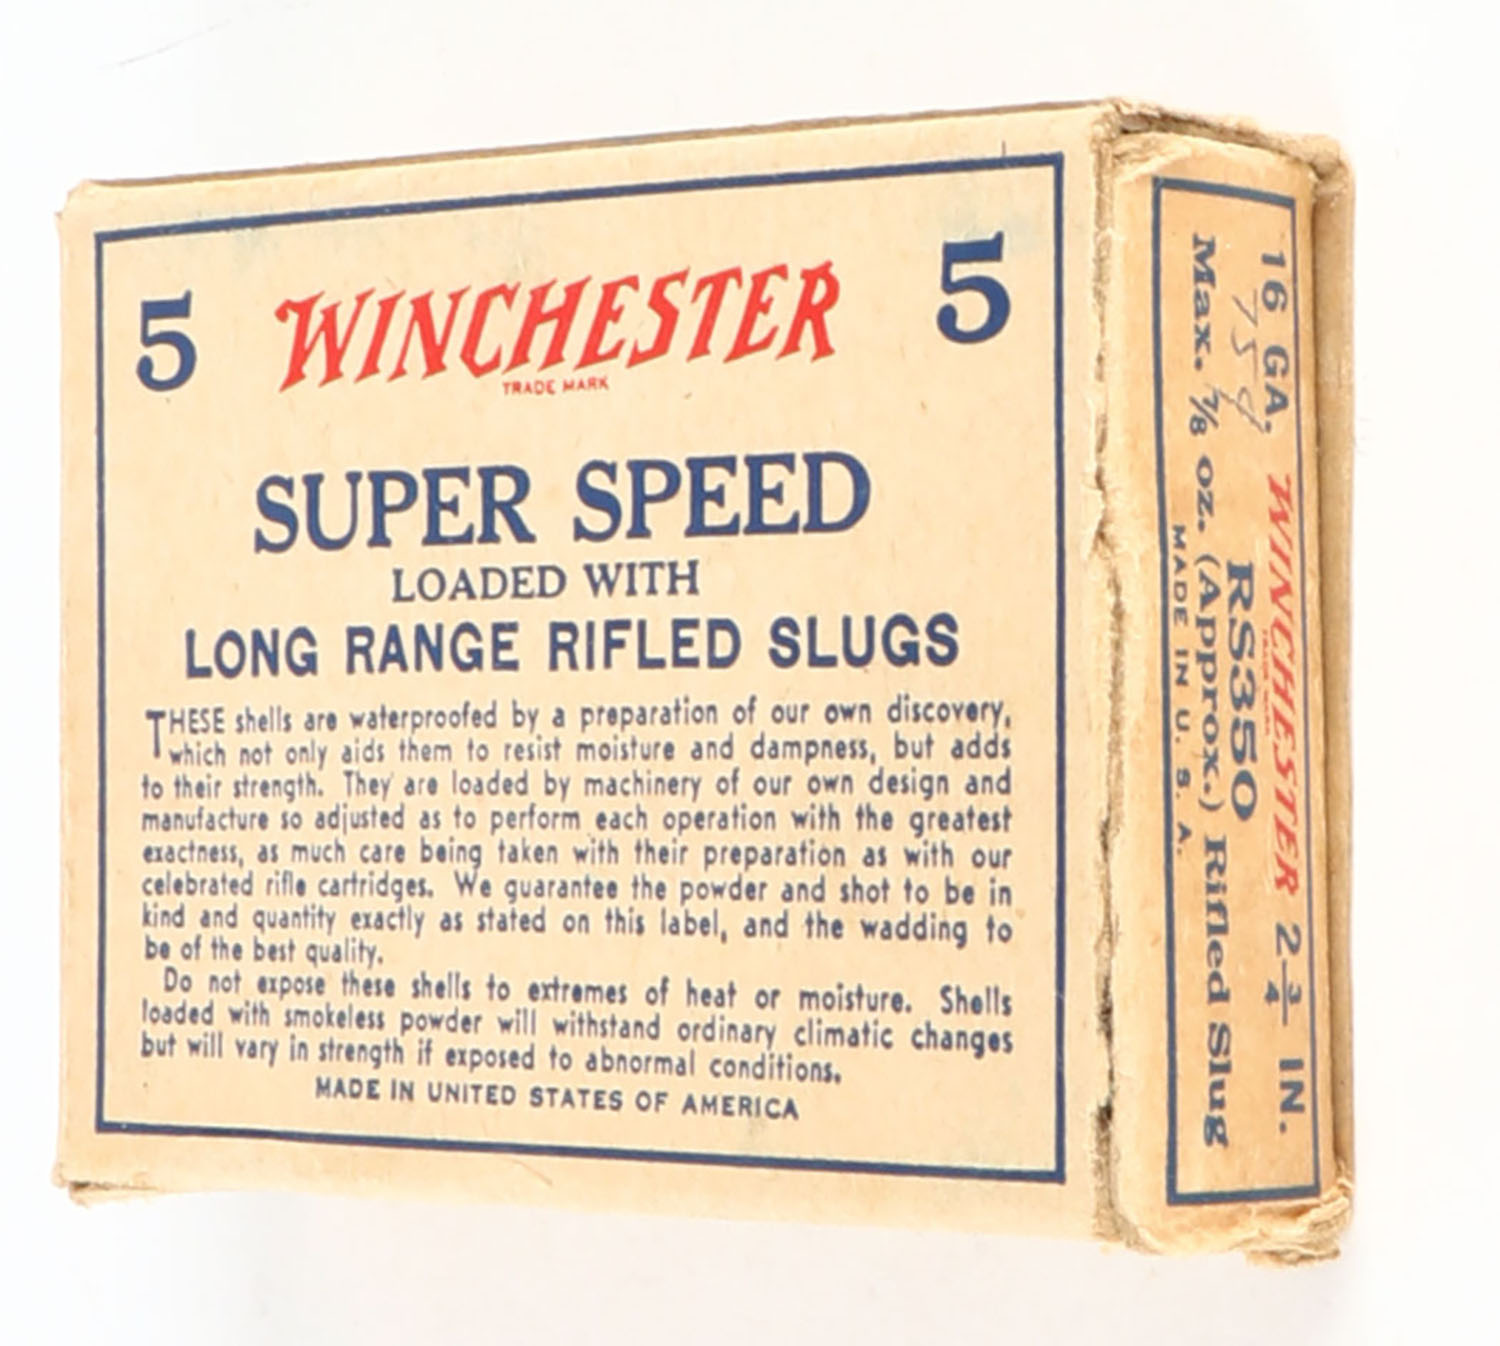 5 WINCHESTER 5
TRADE MARK
SUPER SPEED
LOADED WITH
LONG RANGE RIFLED SLUGS
THESE shells are waterproofed by a preparation of our own discovery,
which not only aids them to resist moisture and dampness, but adds
to their strength. They are loaded by machinery of our own design and
manufacture so adjusted as to perform each operation with the greatest
exactness, as much care being taken with their preparation as with our
celebrated rifle cartridges. We guarantee the powder and shot to be in
kind and quantity exactly as stated on this label, and the wadding to
be of the best quality.
Do not expose these shells to extremes of heat or moisture. Shells
loaded with smokeless powder will withstand ordinary climatic changes
but will vary in strength if exposed to abnormal conditions.
MADE IN UNITED STATES OF AMERICA
16 GA. WINCHESTER 2 3/4 IN.
TRADE MARK
RS350
Max. 7/8 oz. (Approx.) Rifled Slug
MADE IN U. S. A.